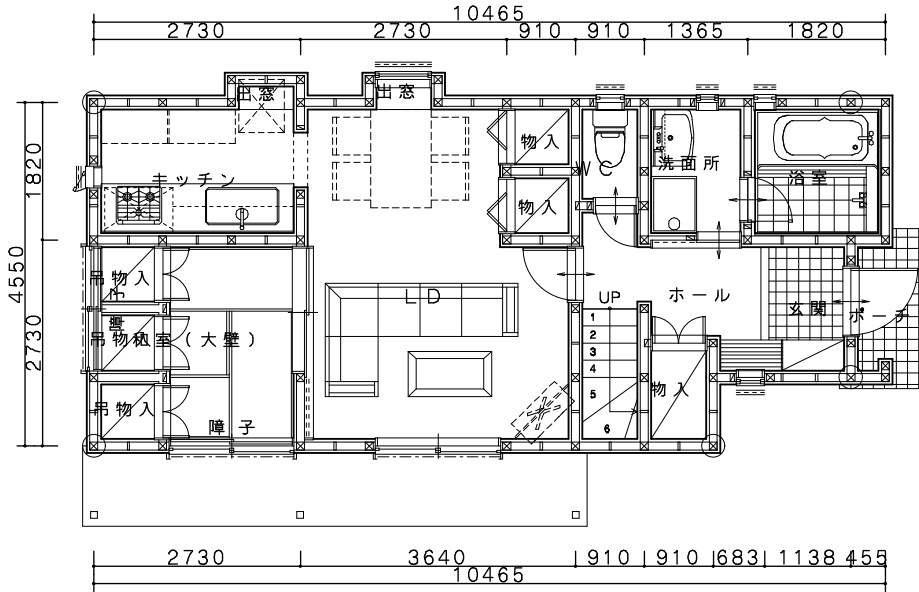 10465
2730 2730 910 910 1365 1820
出窓 出窓
物入
WC 洗面所
キッチン 浴室
物入
1820
4550
2730
吊物入
障子
LD UP ホール 玄関 ポーチ
1
吊物入 和室(大壁)
2
3
4
5
6
物入
吊物入
障子
2730 3640 910 910 683 1138 455
10465